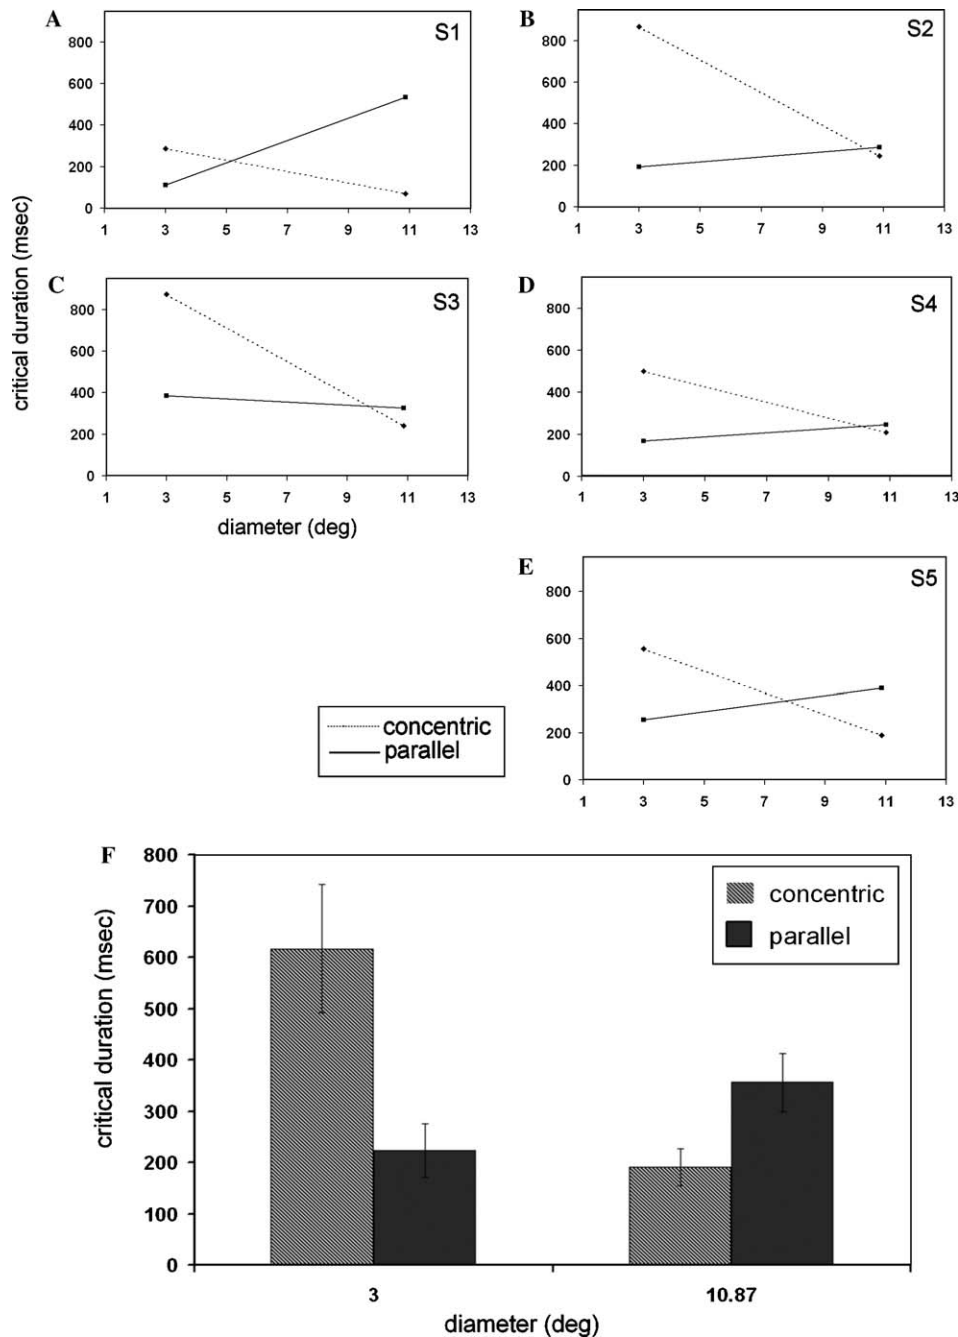 A
S1
800
600
400
200
0
1 3 5 7 9 11 13
B
S2
800
600
400
200
0
1 3 5 7 9 11 13
critical duration (msec)
C
S3
800
600
400
200
0
1 3 5 7 9 11 13
diameter (deg)
D
S4
800
600
400
200
0
1 3 5 7 9 11 13
E
S5
800
600
400
200
0
1 3 5 7 9 11 13
concentric
parallel
F
800
700
600
500
400
300
200
100
0
critical duration (msec)
concentric
parallel
3 10.87
diameter (deg)